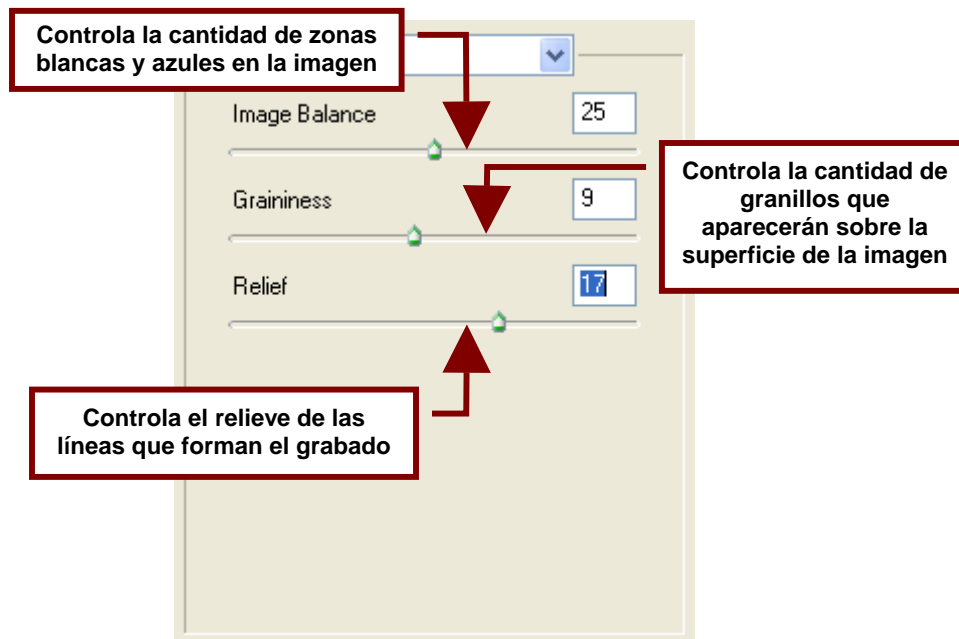 Controla la cantidad de zonas
blancas y azules en la imagen
Image Balance
25
Graininess
9
Controla la cantidad de
granillos que
aparecerán sobre la
superficie de la imagen
Relief
17
Controla el relieve de las
líneas que forman el grabado